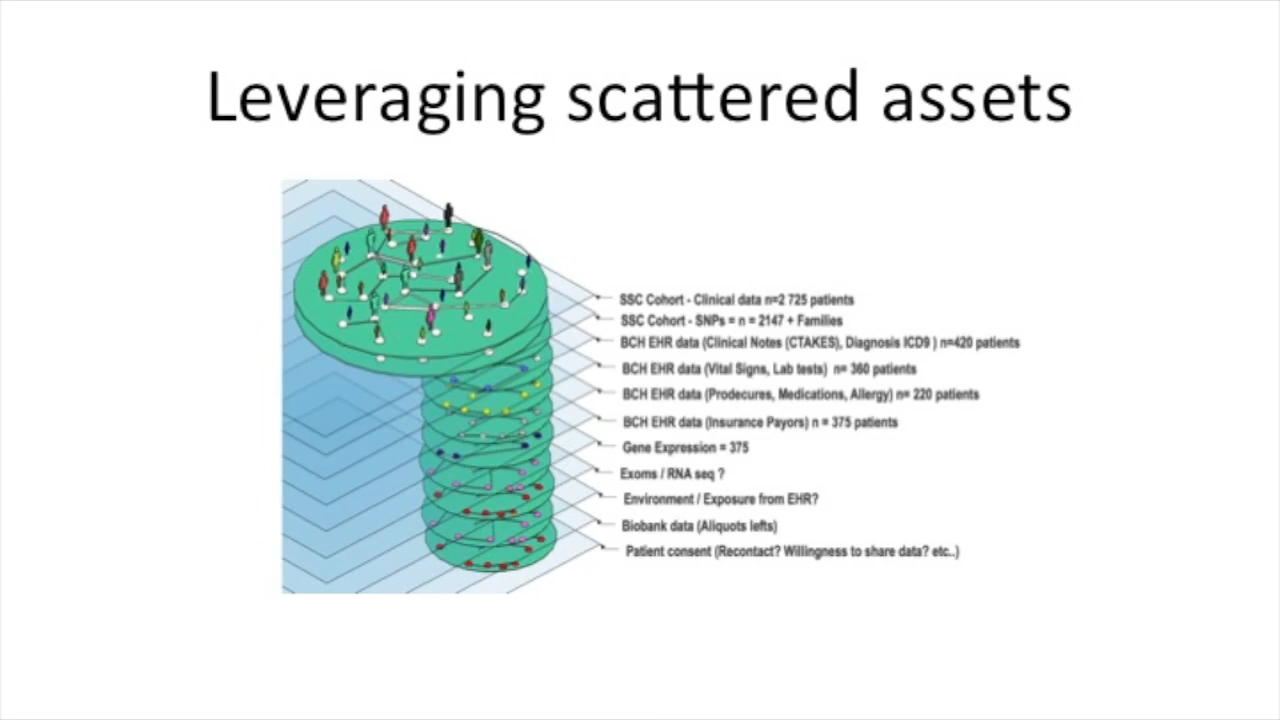 Leveraging scattered assets
SSC Cohort - Clinical data n=2 725 patients
SSC Cohort - SNPs = n = 2147 + Families
BCH EHR data (Clinical Notes (CTAKES), Diagnosis ICD9 ) n=420 patients
BCH EHR data (Vital Signs, Lab tests) n= 360 patients
BCH EHR data (Prodecures, Medications, Allergy) n= 220 patients
BCH EHR data (Insurance Payors) n = 375 patients
Gene Expression = 375
Exoms / RNA seq ?
Environment / Exposure from EHR?
Biobank data (Aliquots lefts)
Patient consent (Recontact? Willingness to share data? etc..)